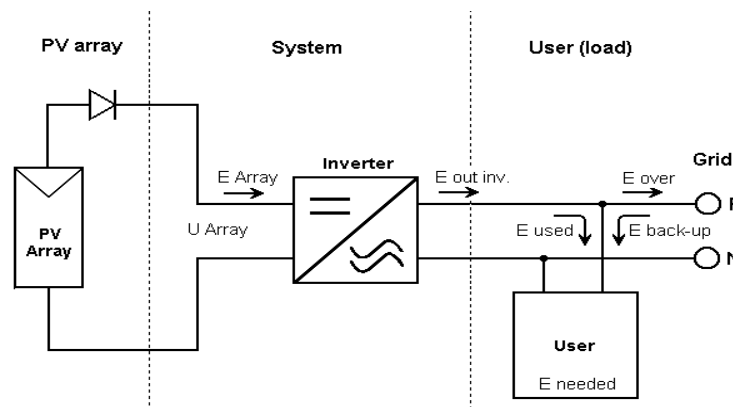 PV array
System
User (load)
Inverter
Grid
E Array
E out inv.
E over
U Array
E used
E back-up
PV
Array
N
User
E needed